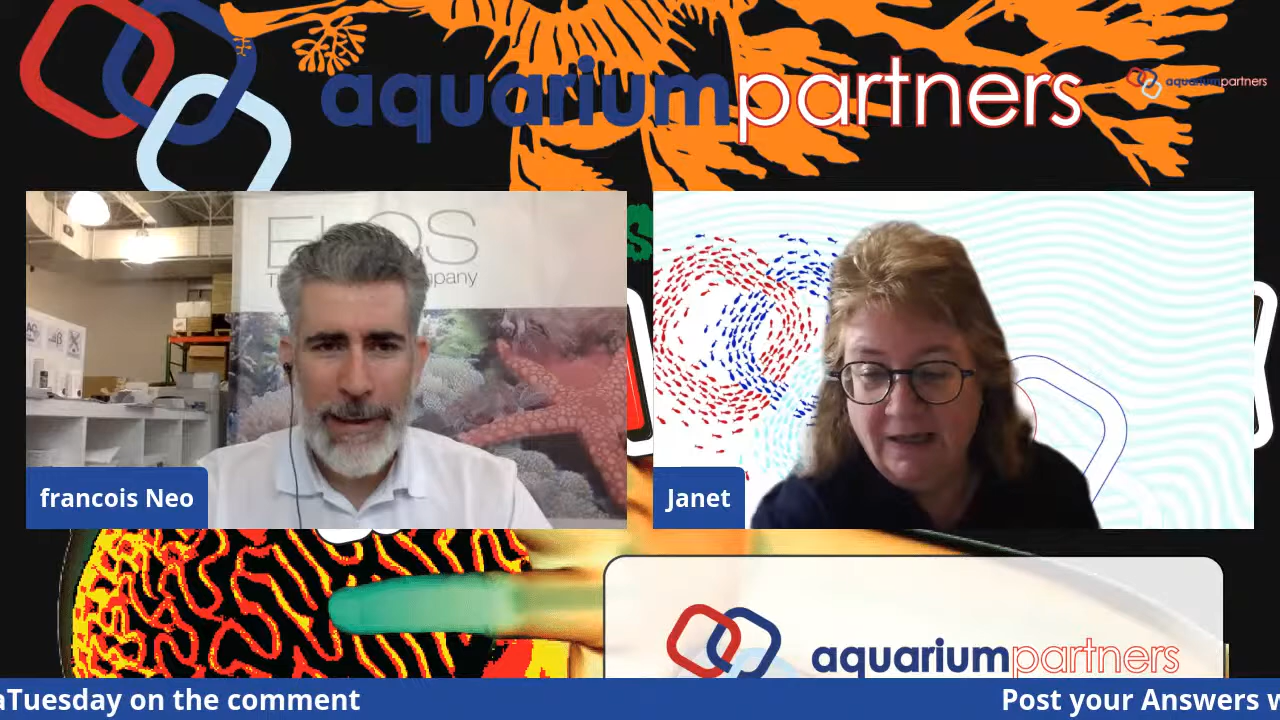 aquariumpartners
aquariumpartners
francois Neo
Janet
aquariumpartners
aTuesday on the comment
Post your Answers w